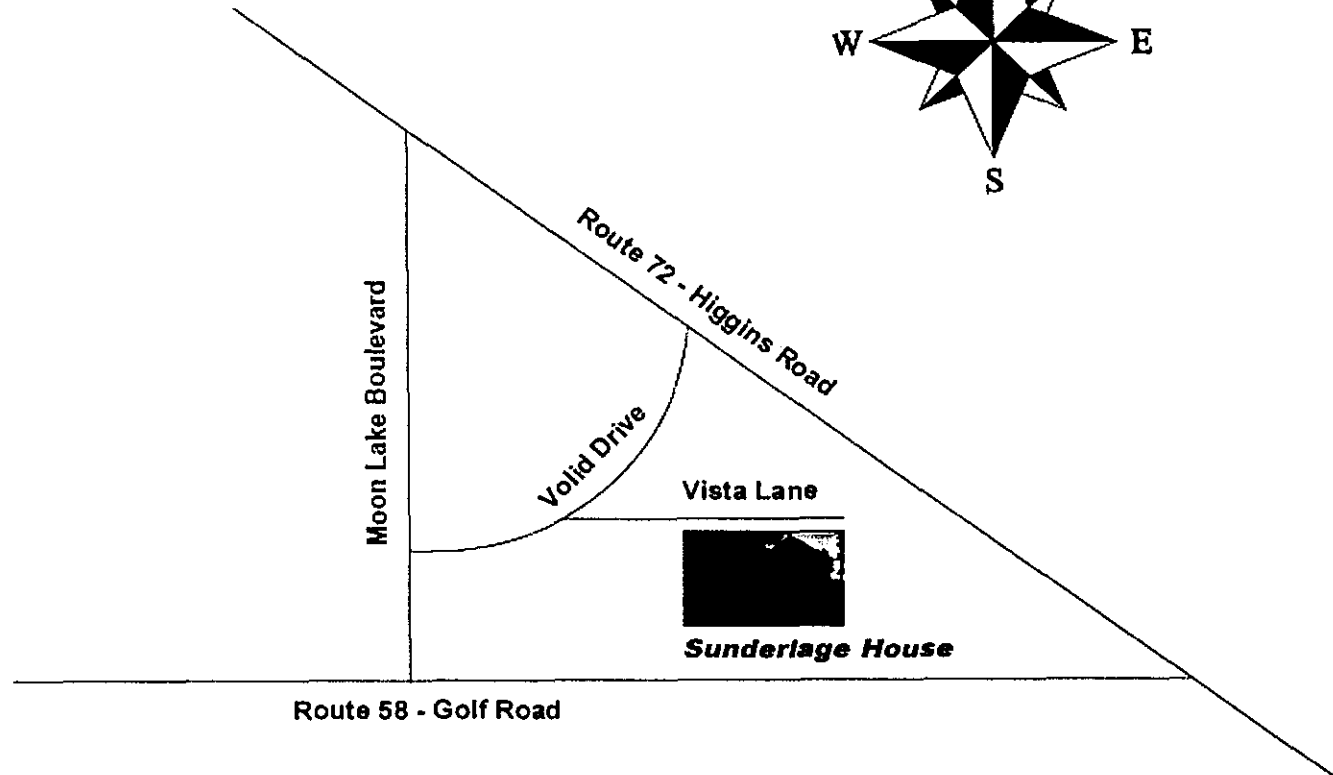 W
E
S
Route 72 - Higgins Road
Moon Lake Boulevard
Volid Drive
Vista Lane
Sunderlage House
Route 58 - Golf Road